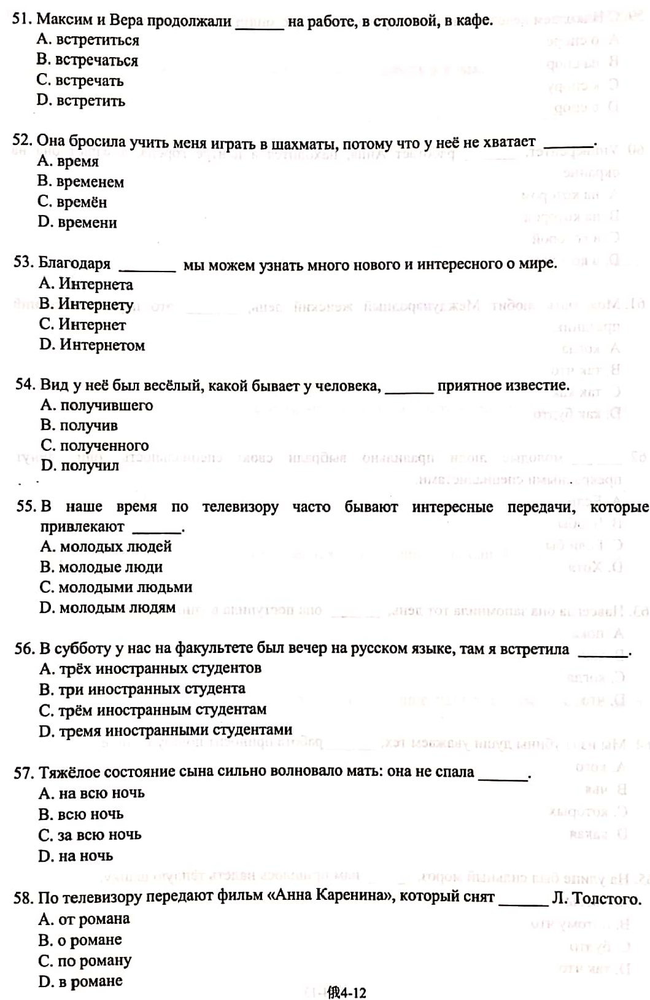 51. Максим и Вера продолжали ______ на работе, в столовой, в кафе.
A. встретиться
B. встречаться
C. встречать
D. встретить
52. Она бросила учить меня играть в шахматы, потому что у неё не хватает ______.
A. время
B. временем
C. времён
D. времени
53. Благодаря ______ мы можем узнать много нового и интересного о мире.
A. Интернета
B. Интернету
C. Интернет
D. Интернетом
54. Вид у неё был весёлый, какой бывает у человека, ______ приятное известие.
A. получившего
B. получив
C. полученного
D. получил
55. В наше время по телевизору часто бывают интересные передачи, которые
привлекают ______.
A. молодых людей
B. молодые люди
C. молодыми людьми
D. молодым людям
56. В субботу у нас на факультете был вечер на русском языке, там я встретила ______.
A. трёх иностранных студентов
B. три иностранных студента
C. трём иностранным студентам
D. тремя иностранными студентами
57. Тяжёлое состояние сына сильно волновало мать: она не спала ______.
A. на всю ночь
B. всю ночь
C. за всю ночь
D. на ночь
58. По телевизору передают фильм «Анна Каренина», который снят ______ Л. Толстого.
A. от романа
B. о романе
C. по роману
D. в романе
俄4-12